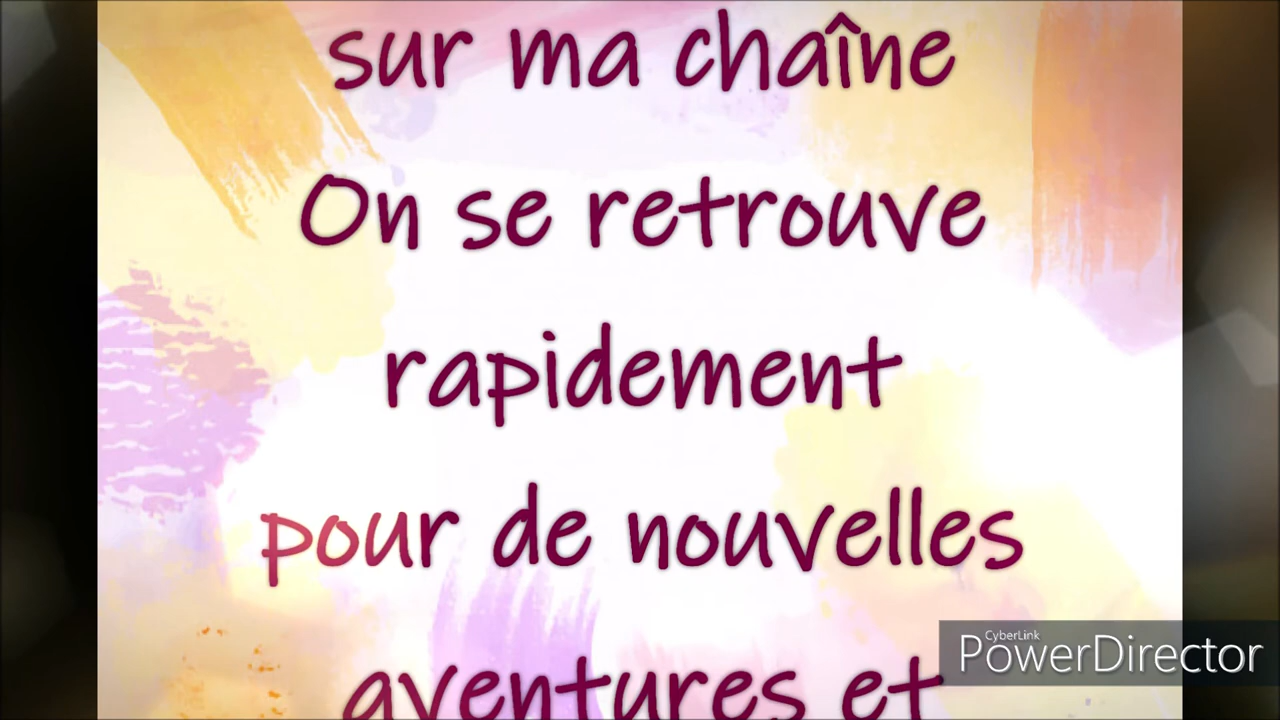 sur ma chaîne
On se retrouve
rapidement
pour de nouvelles
aventures et
CyberLink
PowerDirector